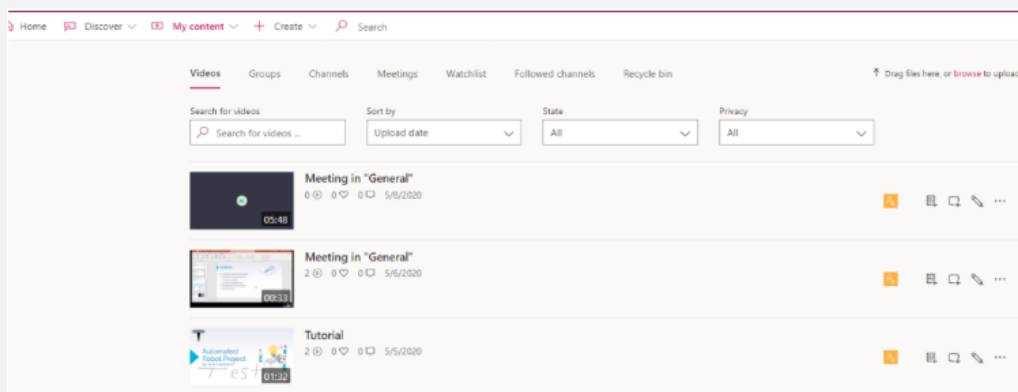 Home Discover My content Create Search
Videos Groups Channels Meetings Watchlist Followed channels Recycle bin Drag files here, or browse to upload
Search for videos Sort by State Privacy
Search for videos ... Upload date All All
Meeting in "General"
0 0 0 5/6/2020
05:48
Meeting in "General"
2 0 0 5/6/2020
00:33
Tutorial
2 0 0 5/5/2020
Automated
Robot Project
Test
01:32